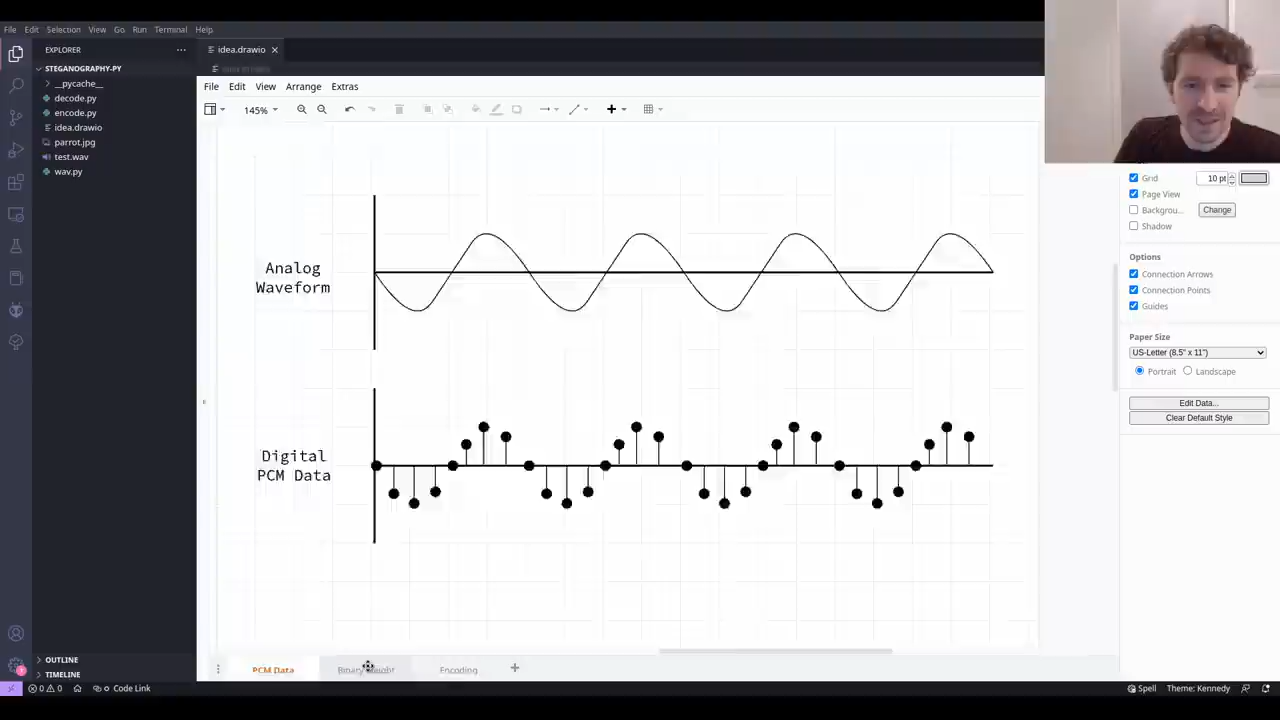 File Edit Selection View Go Run Terminal Help
EXPLORER
idea.drawio
STEGANOGRAPHY-PY
__pycache__
decode.py
encode.py
idea.drawio
parrot.jpg
test.wav
wav.py
File Edit View Arrange Extras
145%
Analog
Waveform
Digital
PCM Data
Grid
10 pt
Page View
Backgrou...
Change
Shadow
Options
Connection Arrows
Connection Points
Guides
Paper Size
US-Letter (8,5" x 11")
Portrait
Landscape
Edit Data...
Clear Default Style
PCM Data
Encoding
OUTLINE
TIMELINE
0 0
Code Link
Spell
Theme: Kennedy